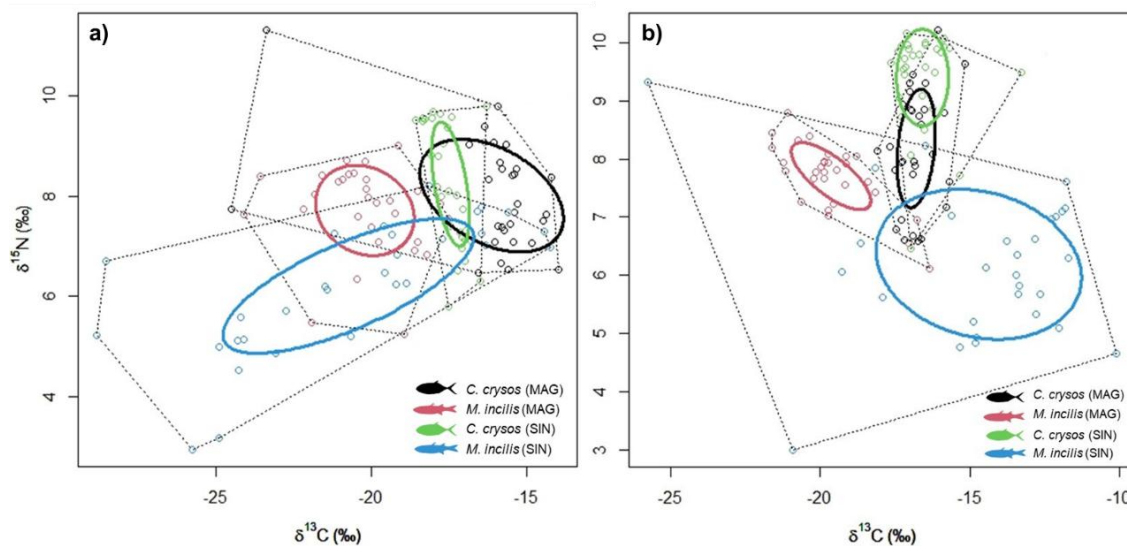 a)
δ15N (‰)
10
8
6
4
-25
-20
-15
δ13C (‰)
C. crysos (MAG)
M. incilis (MAG)
C. crysos (SIN)
M. incilis (SIN)
b)
10
9
8
7
6
5
4
3
-25
-20
-15
-10
δ13C (‰)
C. crysos (MAG)
M. incilis (MAG)
C. crysos (SIN)
M. incilis (SIN)